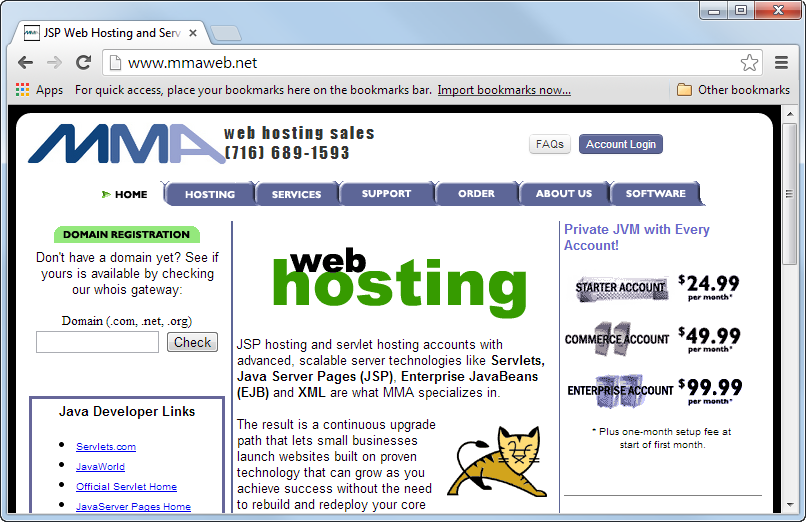 JSP Web Hosting and Serv
www.mmaweb.net
Apps For quick access, place your bookmarks here on the bookmarks bar. Import bookmarks now... Other bookmarks
MMA
web hosting sales
(716) 689-1593
FAQs Account Login
HOME HOSTING SERVICES SUPPORT ORDER ABOUT US SOFTWARE
DOMAIN REGISTRATION
Don't have a domain yet? See if
yours is available by checking
our whois gateway:
Domain (.com, .net, .org)
Check
Java Developer Links
Servlets.com
JavaWorld
Official Servlet Home
JavaServer Pages Home
web
hosting
JSP hosting and servlet hosting accounts with
advanced, scalable server technologies like Servlets,
Java Server Pages (JSP), Enterprise JavaBeans
(EJB) and XML are what MMA specializes in.
The result is a continuous upgrade
path that lets small businesses
launch websites built on proven
technology that can grow as you
achieve success without the need
to rebuild and redeploy your core
Private JVM with Every
Account!
STARTER ACCOUNT $24.99
per month*
COMMERCE ACCOUNT $49.99
per month*
ENTERPRISE ACCOUNT $99.99
per month*
* Plus one-month setup fee at
start of first month.